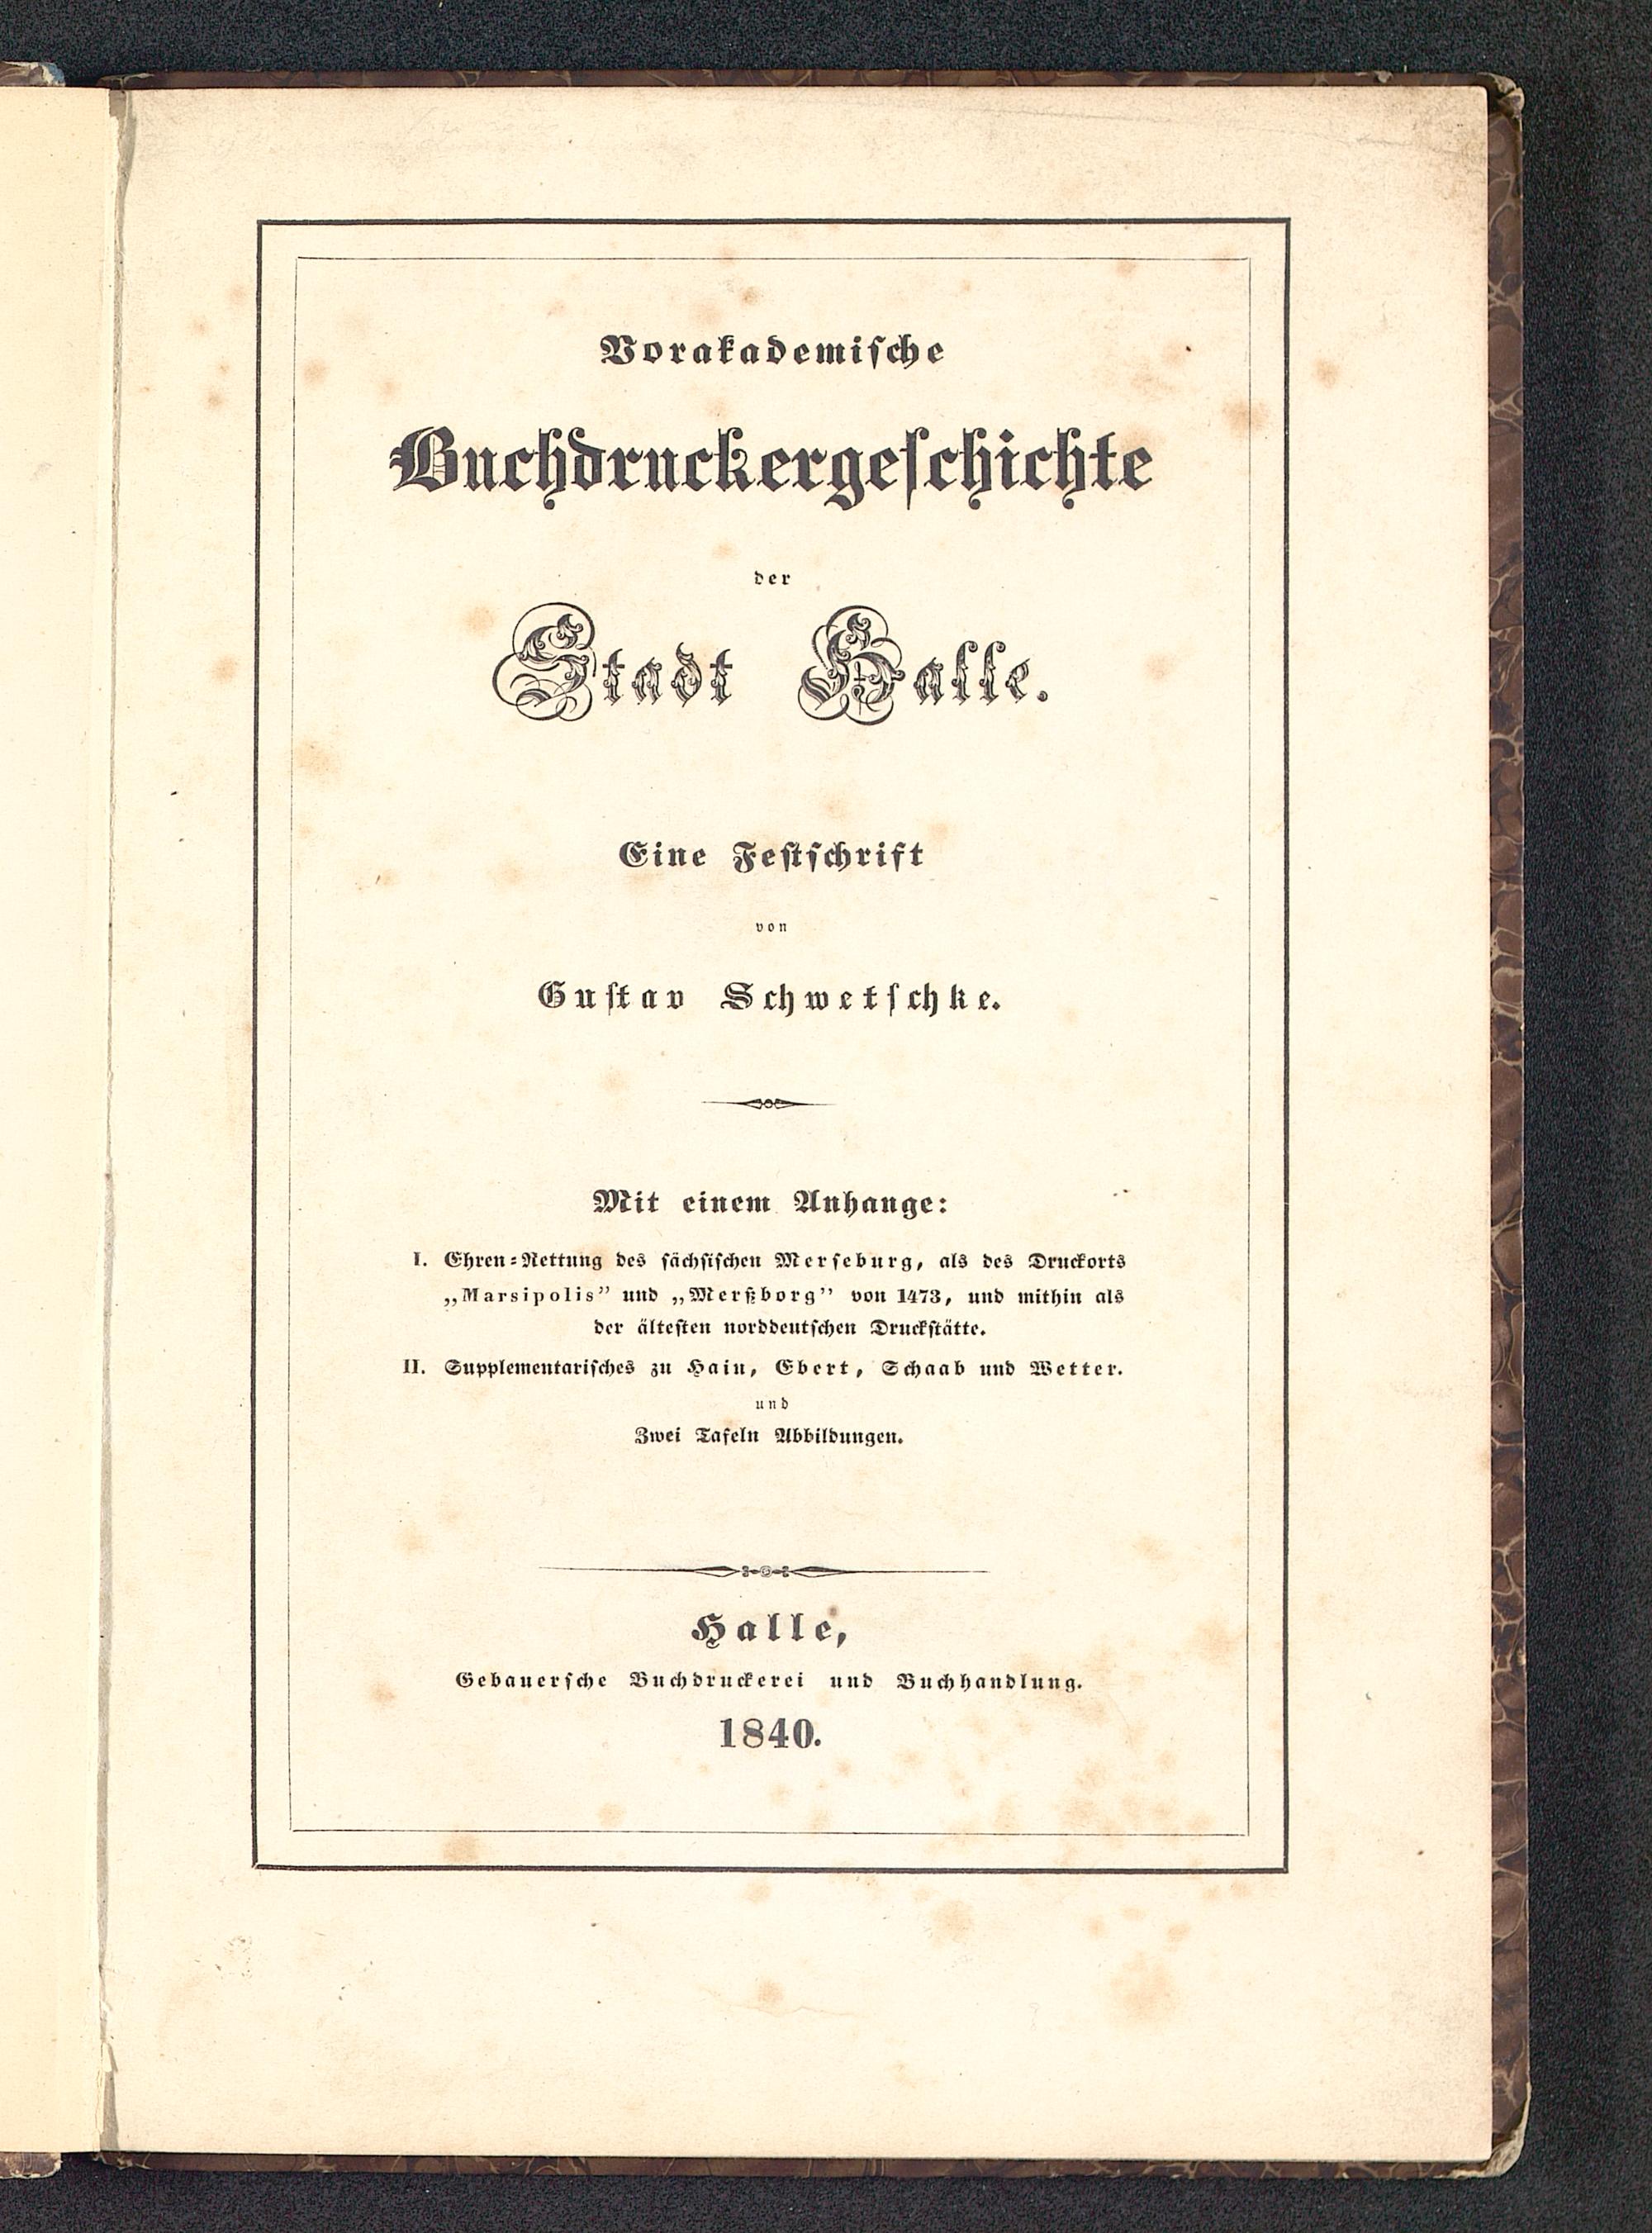 Vorakademiſche
Buchdruckergeſchichte
der
Stadt Halle.
Eine Feſtſchrift
von
Guſtav Schwetſchke.
Mit einem Anhange:
I. Ehren-Rettung des ſächſiſchen Merſeburg, als des Druckorts
„Marsipolis” und „Merßborg” von 1473, und mithin als
der älteſten norddeutſchen Druckſtätte.
II. Supplementariſches zu Hain, Ebert, Schaab und Wetter.
und
Zwei Tafeln Abbildungen.
Halle,
Gebauerſche Buchdruckerei und Buchhandlung.
1840.